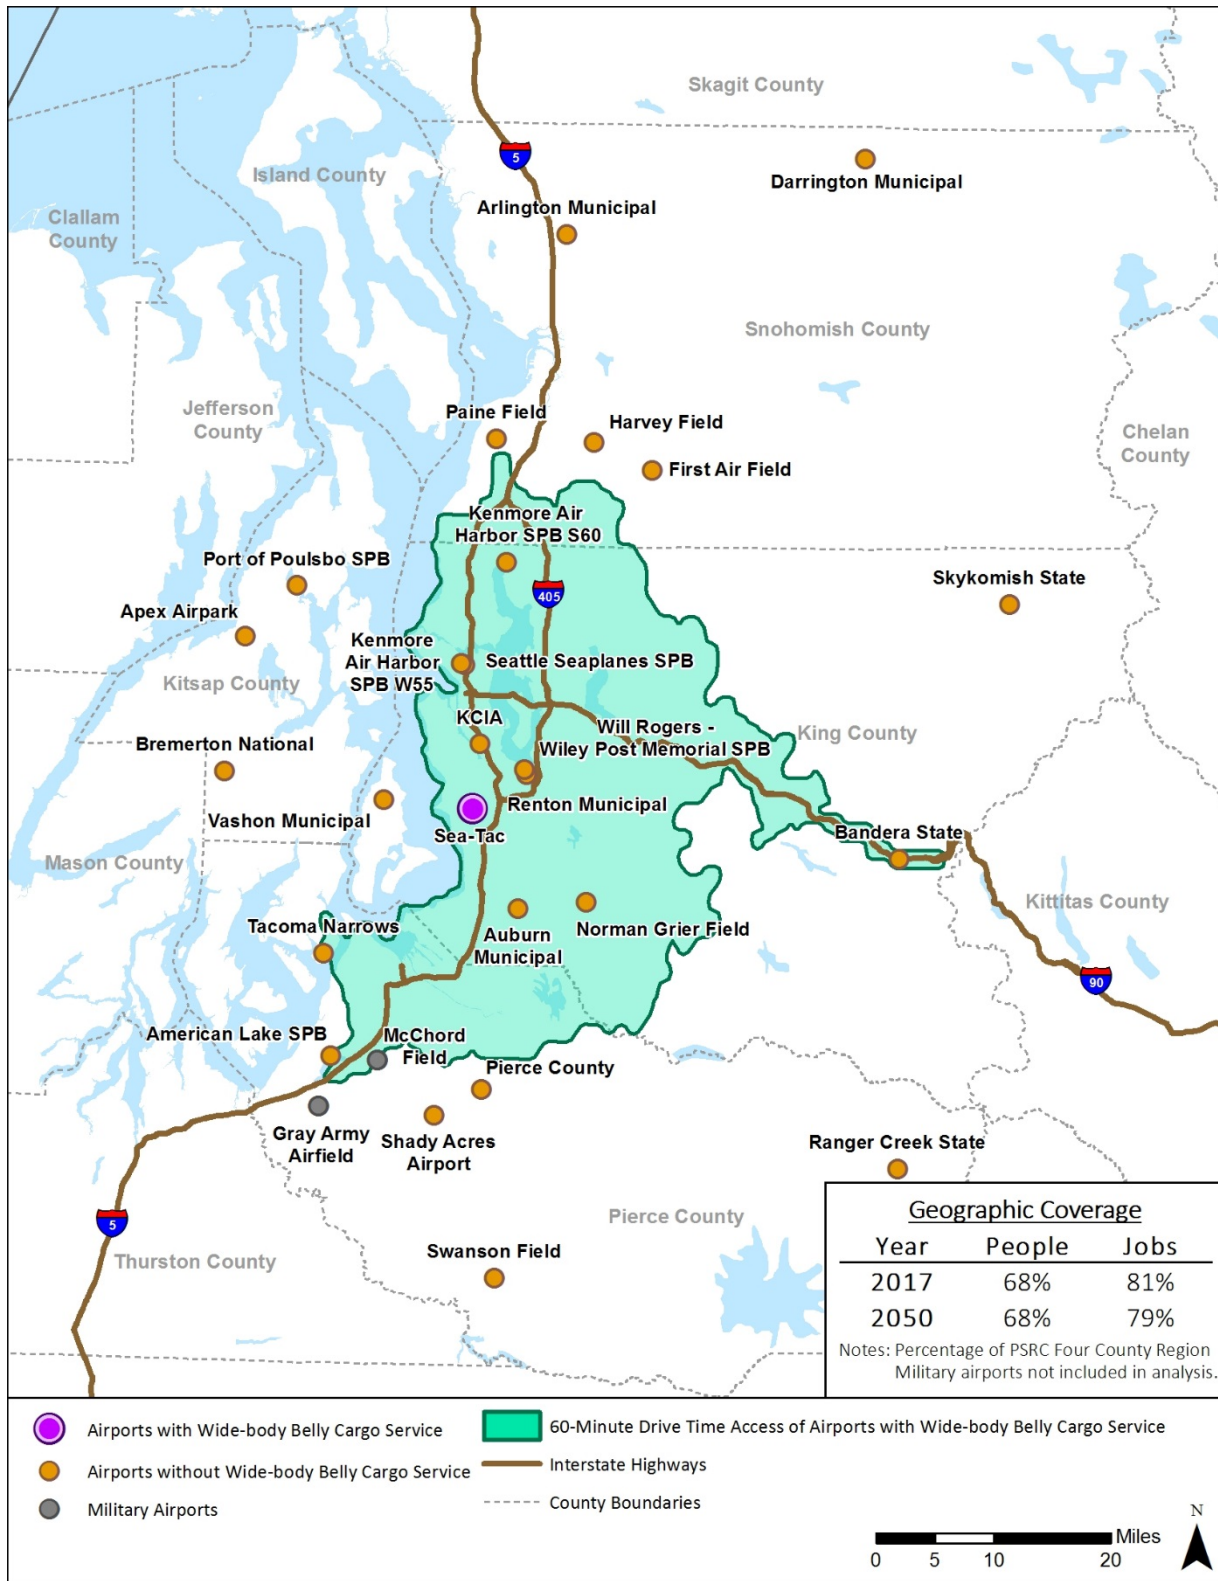 Skagit County
5
Island County
Darrington Municipal
Arlington Municipal
Clallam
County
Snohomish County
Jefferson
County
Paine Field
Harvey Field
Chelan
County
First Air Field
Kenmore Air
Harbor SPB S60
Port of Poulsbo SPB
Skykomish State
405
Apex Airpark
Kenmore
Air Harbor
SPB W55
Seattle Seaplanes SPB
Kitsap County
KCIA
Will Rogers -
Wiley Post Memorial SPB
King County
Bremerton National
Renton Municipal
Vashon Municipal
Sea-Tac
Bandera State
Mason County
Kittitas County
Tacoma Narrows
Auburn
Municipal
Norman Grier Field
90
American Lake SPB
McChord
Field
Pierce County
Gray Army
Airfield
Shady Acres
Airport
Ranger Creek State
5
Pierce County
Thurston County
Swanson Field
Geographic Coverage
Year People Jobs
2017 68% 81%
2050 68% 79%
Notes: Percentage of PSRC Four County Region
Military airports not included in analysis.
Airports with Wide-body Belly Cargo Service
Airports without Wide-body Belly Cargo Service
Military Airports
60-Minute Drive Time Access of Airports with Wide-body Belly Cargo Service
Interstate Highways
County Boundaries
N
Miles
0 5 10 20